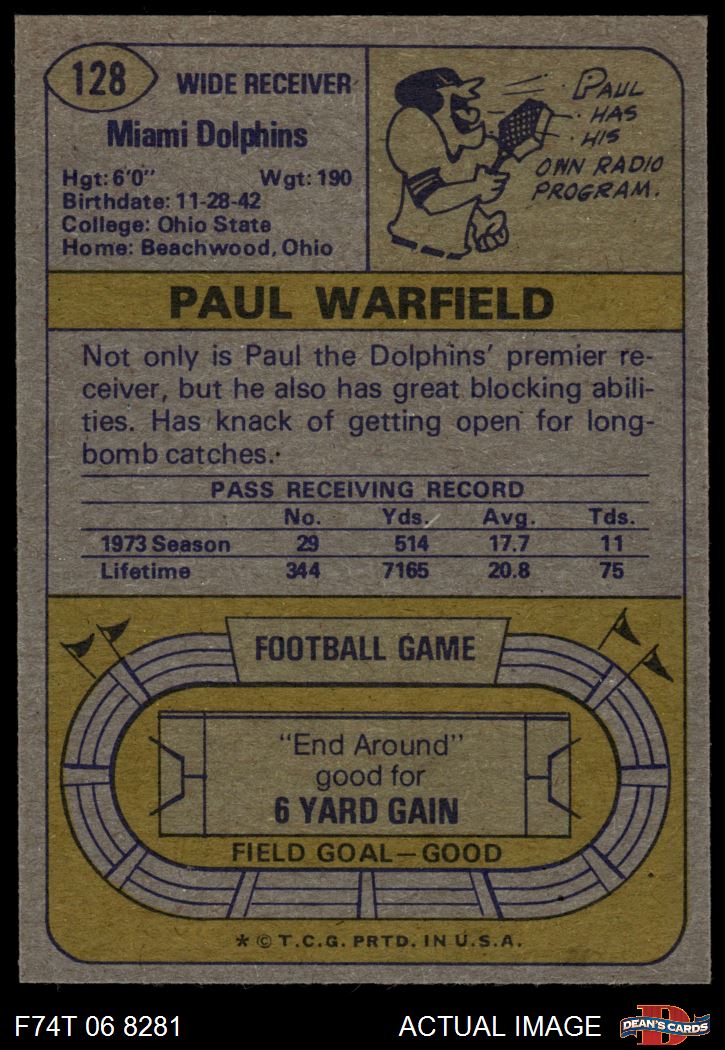 128
WIDE RECEIVER
Miami Dolphins
Hgt: 6'0" Wgt: 190
Birthdate: 11-28-42
College: Ohio State
Home: Beachwood, Ohio
PAUL
HAS
HIS
OWN RADIO
PROGRAM.
PAUL WARFIELD
Not only is Paul the Dolphins' premier re-
ceiver, but he also has great blocking abili-
ties. Has knack of getting open for long-
bomb catches.
PASS RECEIVING RECORD
No. Yds. Avg. Tds.
1973 Season 29 514 17.7 11
Lifetime 344 7165 20.8 75
FOOTBALL GAME
"End Around"
good for
6 YARD GAIN
FIELD GOAL—GOOD
* © T.C.G. PRTD. IN U.S.A.
F74T 06 8281 ACTUAL IMAGE
D
DEAN'S CARDS